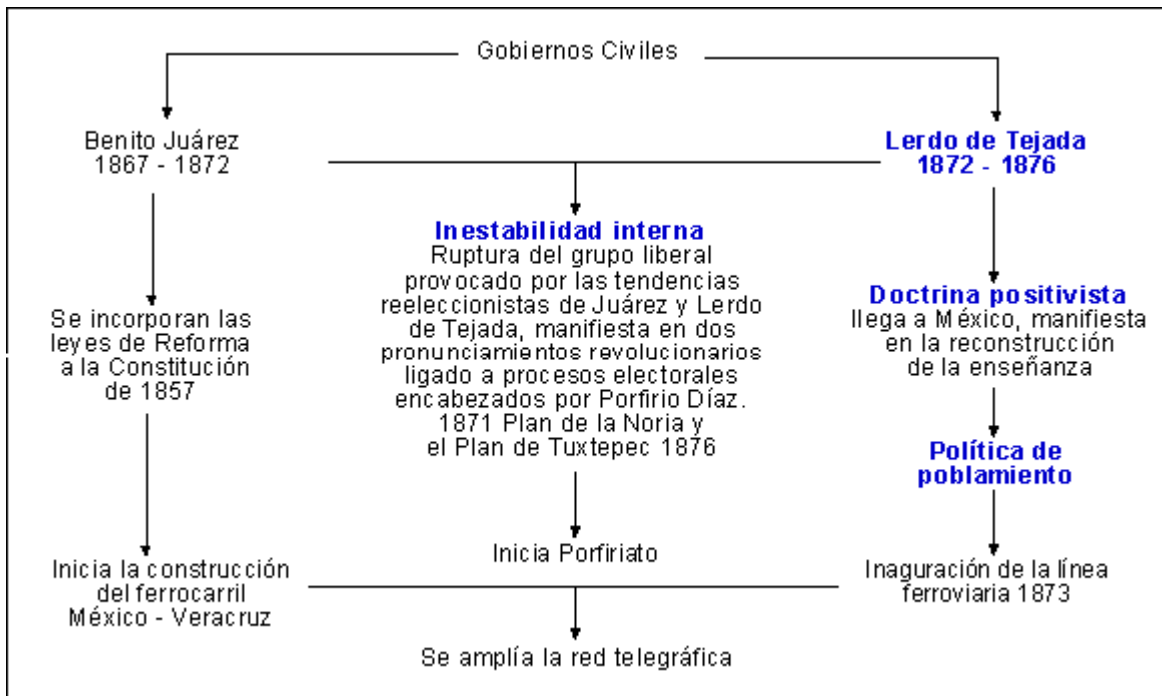 Gobiernos Civiles
Benito Juárez
1867 - 1872
Se incorporan las
leyes de Reforma
a la Constitución
de 1857
Inicia la construcción
del ferrocarril
México - Veracruz
Inestabilidad interna
Ruptura del grupo liberal
provocado por las tendencias
reeleccionistas de Juárez y Lerdo
de Tejada, manifiesta en dos
pronunciamientos revolucionarios
ligado a procesos electorales
encabezados por Porfirio Díaz.
1871 Plan de la Noria y
el Plan de Tuxtepec 1876
Inicia Porfiriato
Lerdo de Tejada
1872 - 1876
Doctrina positivista
llega a México, manifiesta
en la reconstrucción
de la enseñanza
Política de
poblamiento
Inaguración de la línea
ferroviaria 1873
Se amplía la red telegráfica